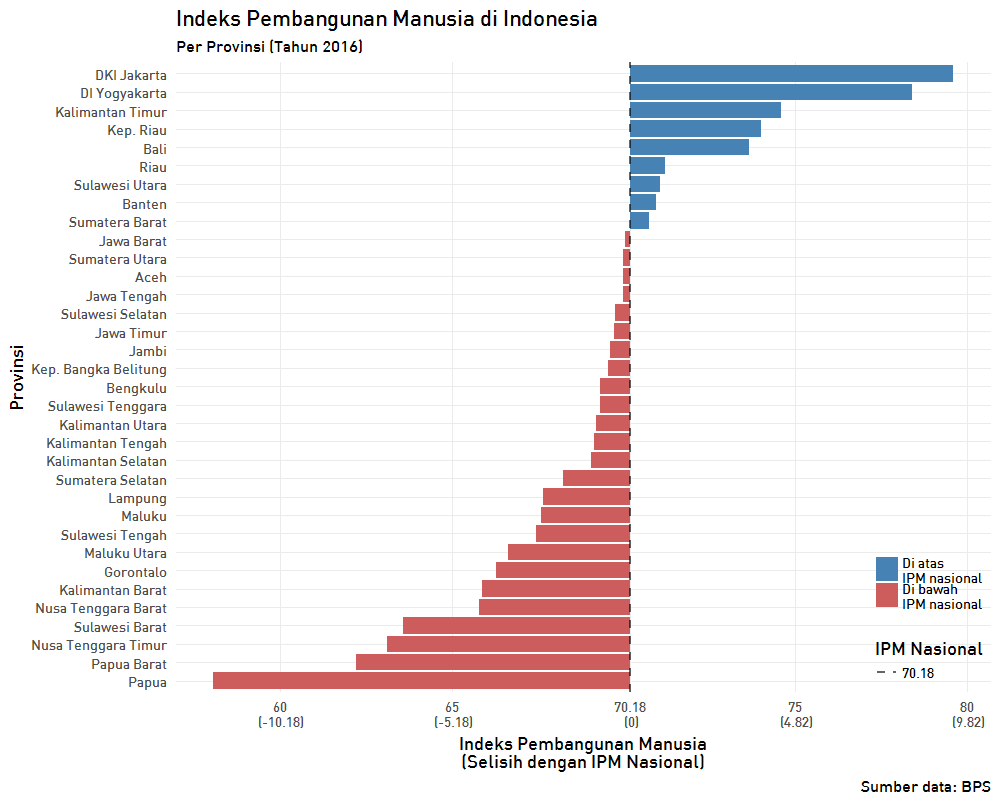 Indeks Pembangunan Manusia di Indonesia
Per Provinsi (Tahun 2016)
Provinsi
DKI Jakarta
DI Yogyakarta
Kalimantan Timur
Kep. Riau
Bali
Riau
Sulawesi Utara
Banten
Sumatera Barat
Jawa Barat
Sumatera Utara
Aceh
Jawa Tengah
Sulawesi Selatan
Jawa Timur
Jambi
Kep. Bangka Belitung
Bengkulu
Sulawesi Tenggara
Kalimantan Utara
Kalimantan Tengah
Kalimantan Selatan
Sumatera Selatan
Lampung
Maluku
Sulawesi Tengah
Maluku Utara
Gorontalo
Kalimantan Barat
Nusa Tenggara Barat
Sulawesi Barat
Nusa Tenggara Timur
Papua Barat
Papua
Di atas
IPM nasional
Di bawah
IPM nasional
IPM Nasional
70.18
60 65 70.18 75 80
(-10.18) (-5.18) (0) (4.82) (9.82)
Indeks Pembangunan Manusia
(Selisih dengan IPM Nasional)
Sumber data: BPS